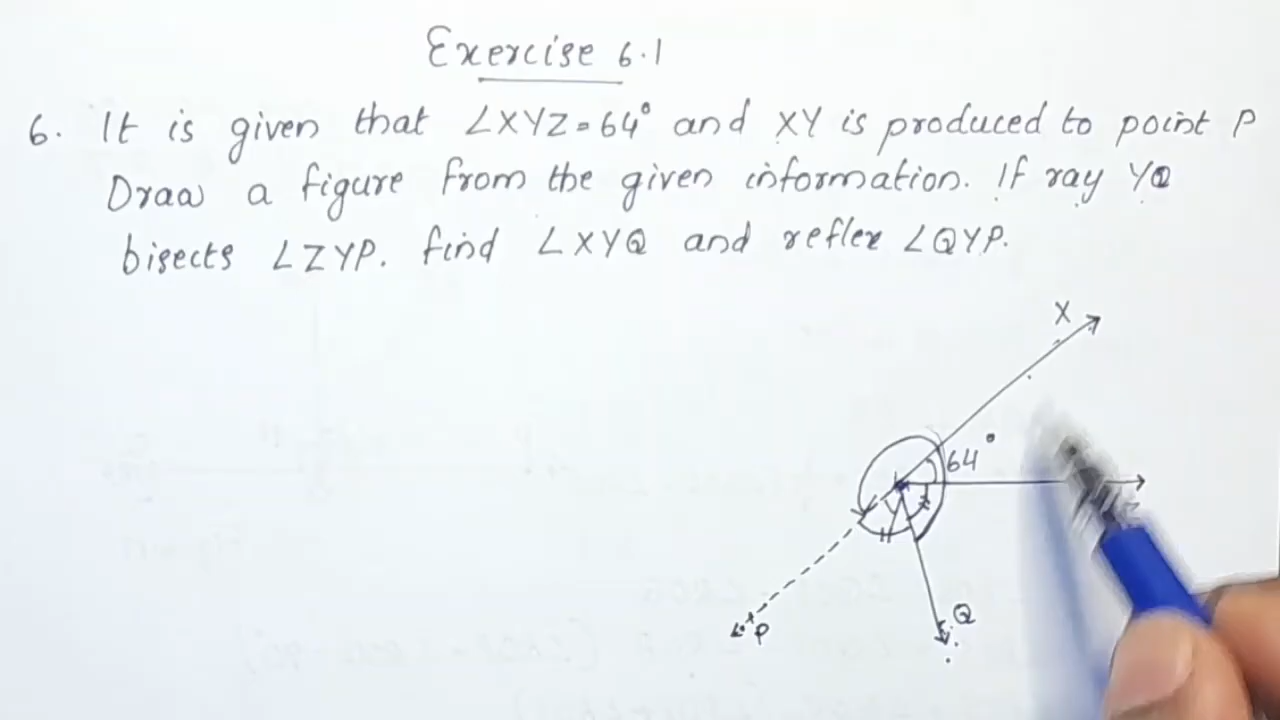 Exercise 6.1
6. It is given that ∠XYZ=64° and XY is produced to point P
Draw a figure from the given information. If ray YQ
bisects ∠ZYP. find ∠XYQ and reflex ∠QYP.
X
64°
Q
P